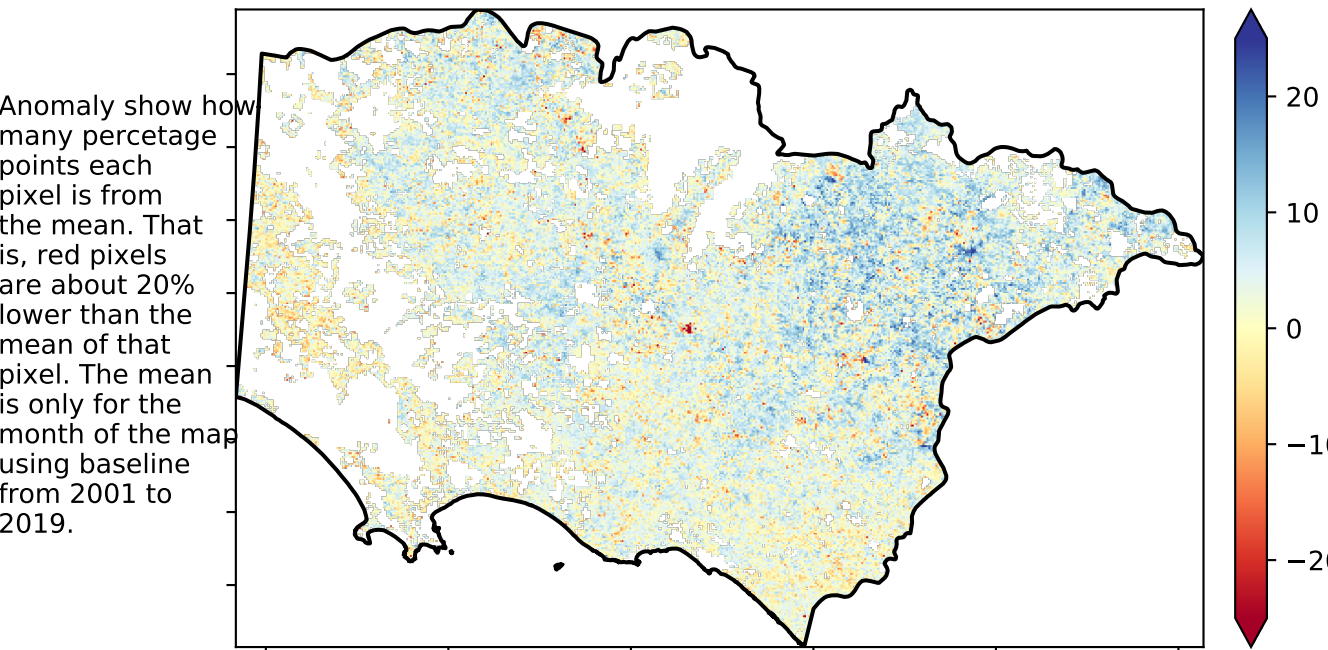 Anomaly show how
many percetage
points each
pixel is from
the mean. That
is, red pixels
are about 20%
lower than the
mean of that
pixel. The mean
is only for the
month of the map
using baseline
from 2001 to
2019.
20
10
0
−10
−20